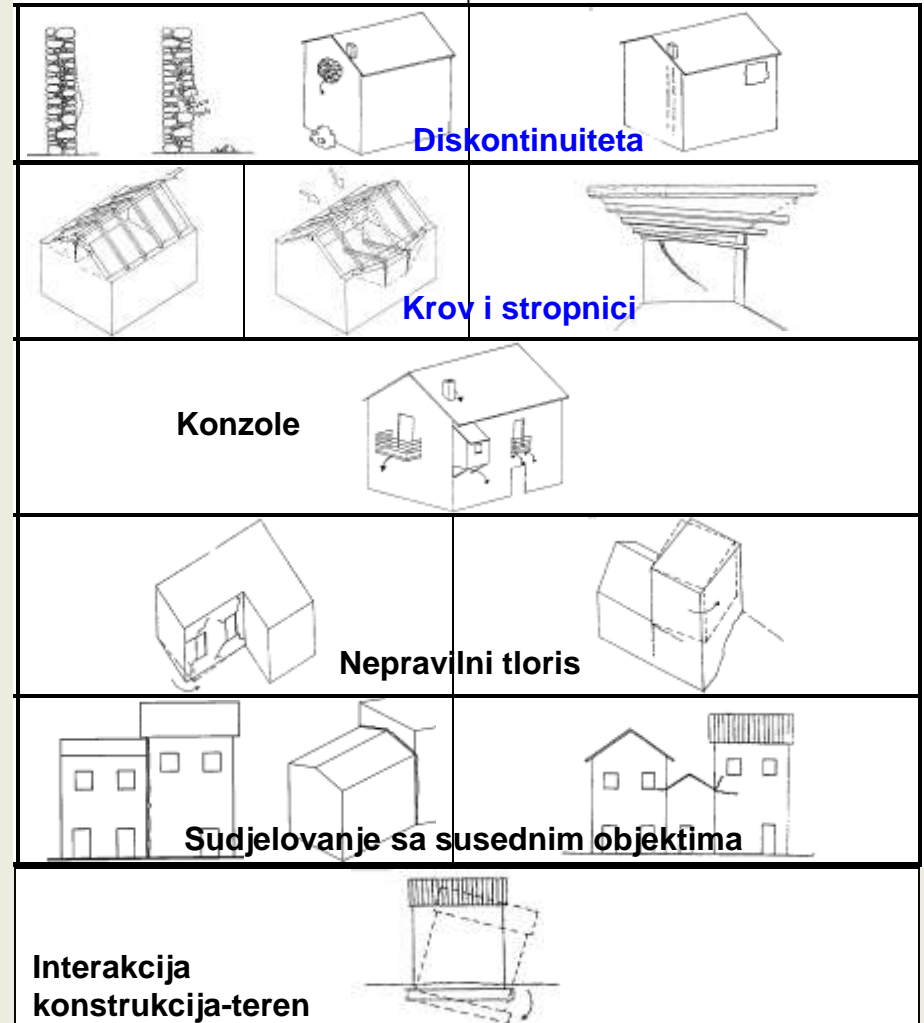 Diskontinuiteta
Krov i stropnici
Konzole
Nepravilni tloris
Sudjelovanje sa susednim objektima
Interakcija
konstrukcija-teren